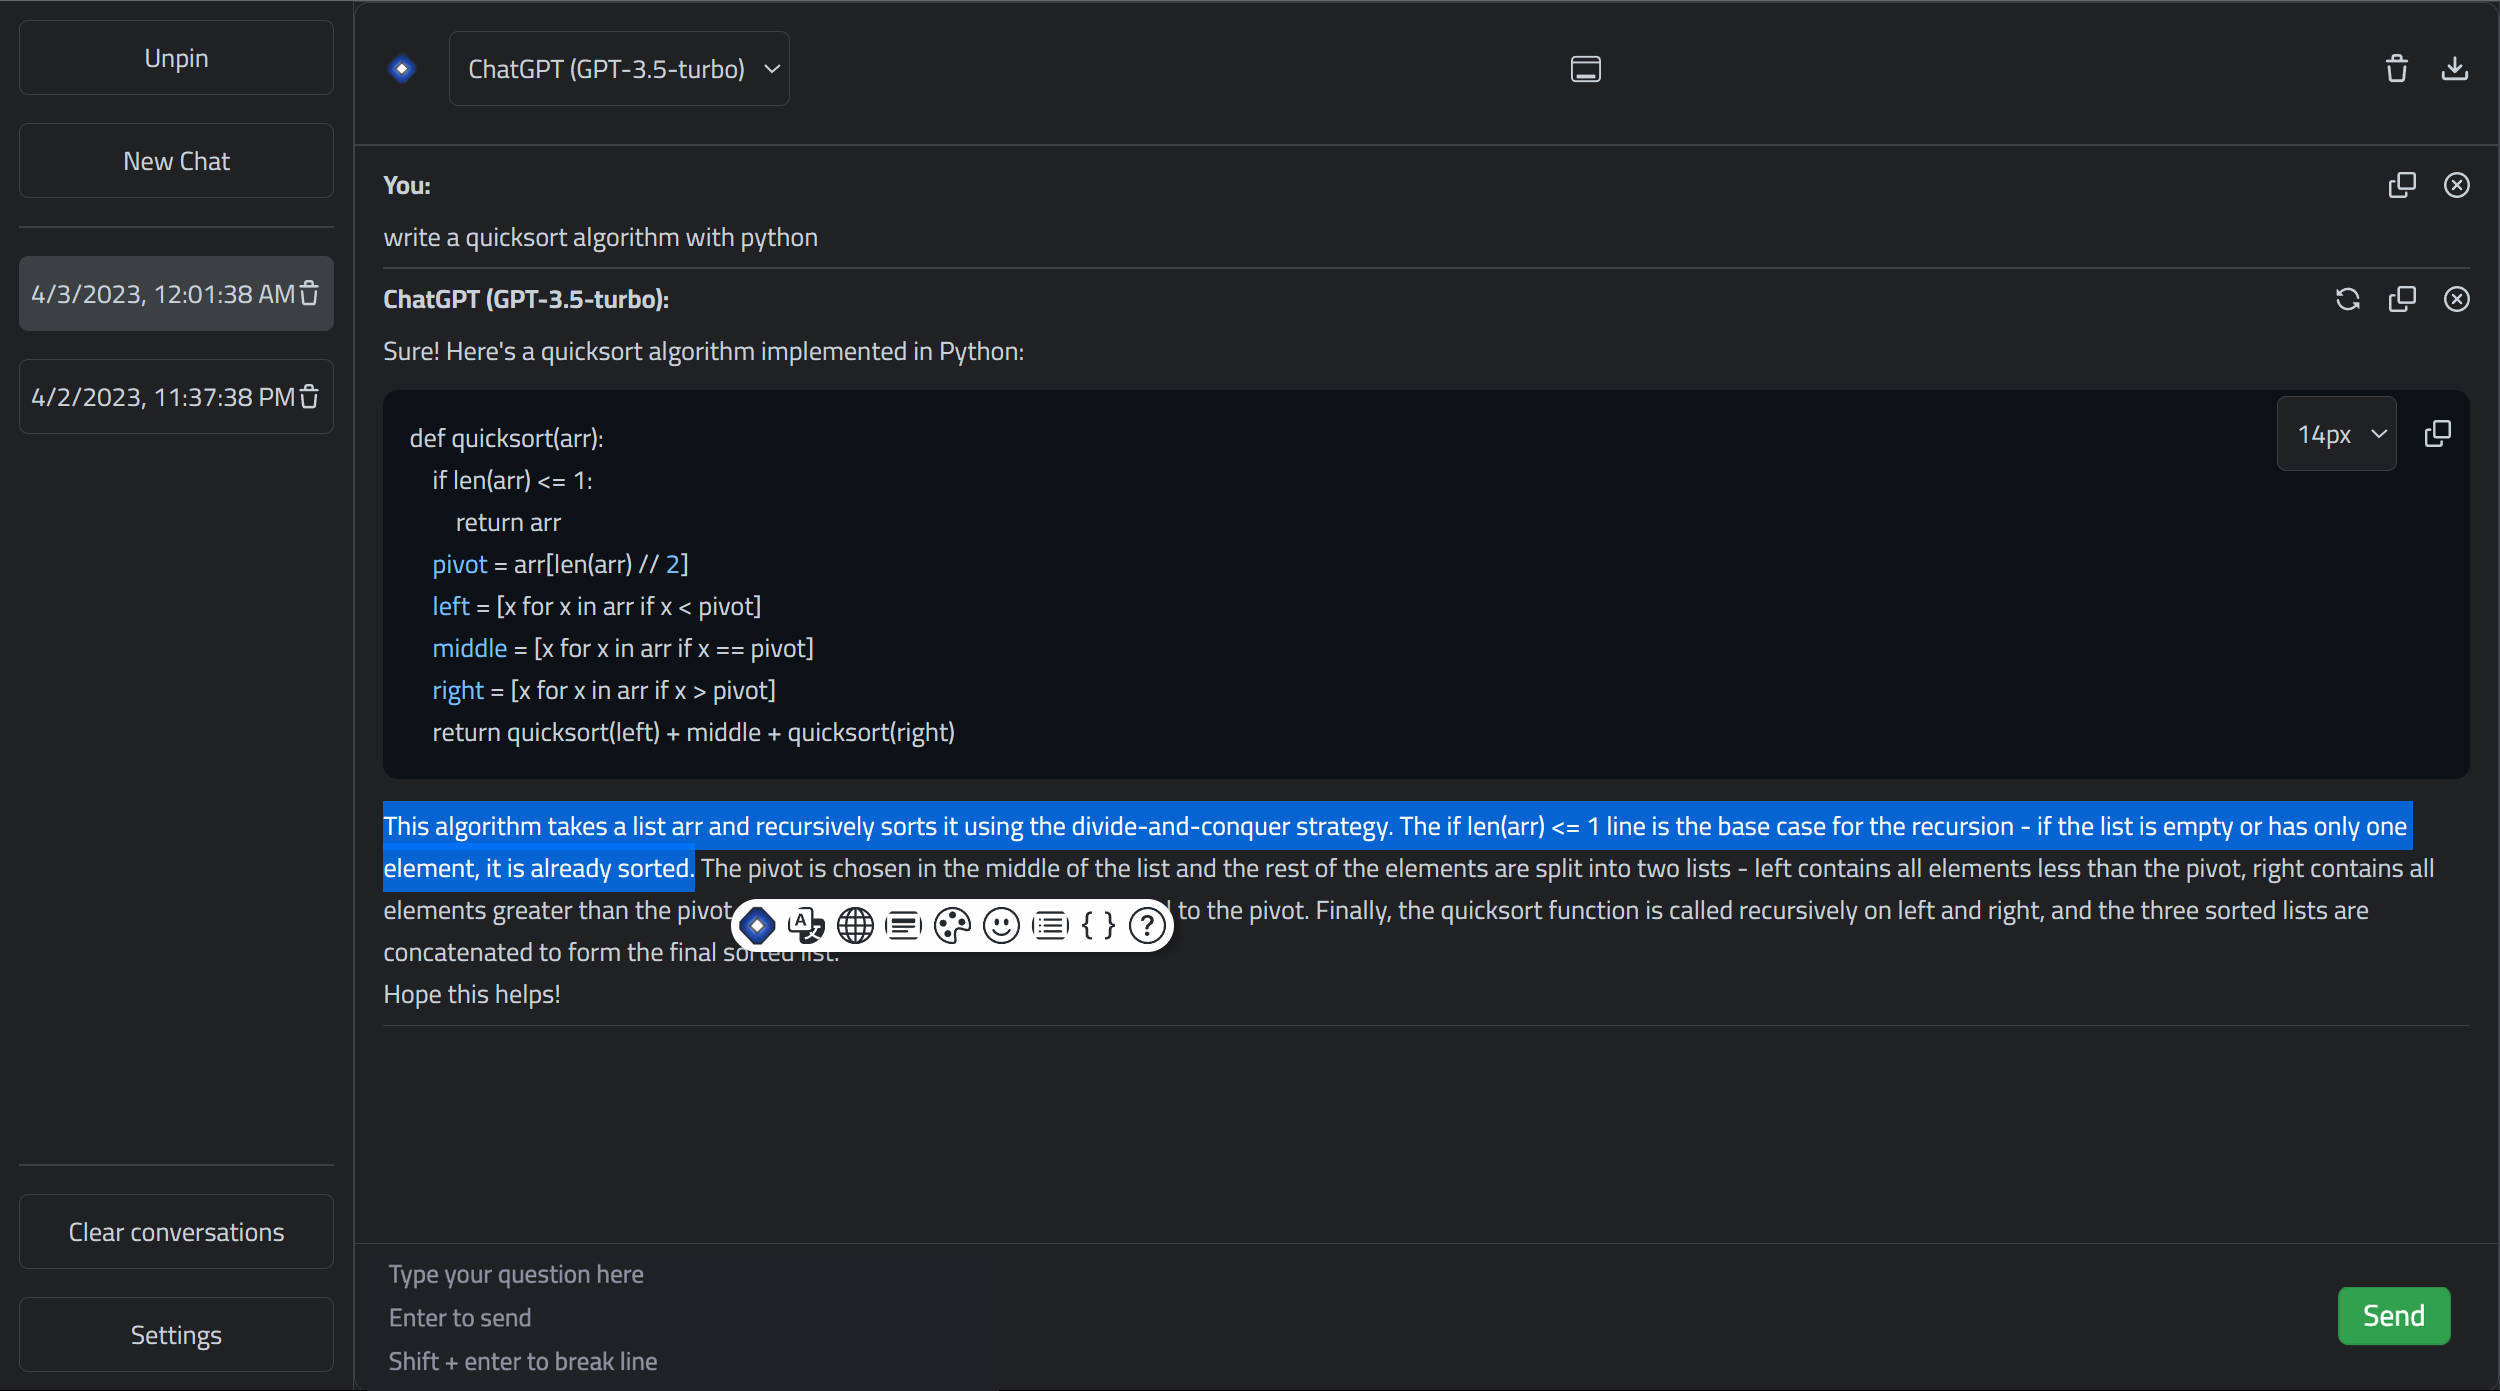 Unpin
New Chat
4/3/2023, 12:01:38 AM
4/2/2023, 11:37:38 PM
Clear conversations
Settings
ChatGPT (GPT-3.5-turbo)
You:
write a quicksort algorithm with python
ChatGPT (GPT-3.5-turbo):
Sure! Here's a quicksort algorithm implemented in Python:
14px
def quicksort(arr):
    if len(arr) <= 1:
        return arr
    pivot = arr[len(arr) // 2]
    left = [x for x in arr if x < pivot]
    middle = [x for x in arr if x == pivot]
    right = [x for x in arr if x > pivot]
    return quicksort(left) + middle + quicksort(right)
This algorithm takes a list arr and recursively sorts it using the divide-and-conquer strategy. The if len(arr) <= 1 line is the base case for the recursion - if the list is empty or has only one
element, it is already sorted. The pivot is chosen in the middle of the list and the rest of the elements are split into two lists - left contains all elements less than the pivot, right contains all
elements greater than the pivot to the pivot. Finally, the quicksort function is called recursively on left and right, and the three sorted lists are
concatenated to form the final sorted list.
Hope this helps!
Type your question here
Enter to send
Shift + enter to break line
Send